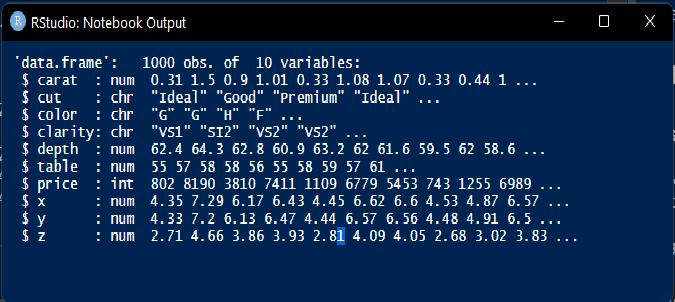 R RStudio: Notebook Output
'data.frame':   1000 obs. of  10 variables:
 $ carat  : num  0.31 1.5 0.9 1.01 0.33 1.08 1.07 0.33 0.44 1 ...
 $ cut    : chr  "Ideal" "Good" "Premium" "Ideal" ...
 $ color  : chr  "G" "G" "H" "F" ...
 $ clarity: chr  "VS1" "SI2" "VS2" "VS2" ...
 $ depth  : num  62.4 64.3 62.8 60.9 63.2 62 61.6 59.5 62 58.6 ...
 $ table  : num  55 57 58 58 56 55 58 59 57 61 ...
 $ price  : int  802 8190 3810 7411 1109 6779 5453 743 1255 6989 ...
 $ x      : num  4.35 7.29 6.17 6.43 4.45 6.62 6.6 4.53 4.87 6.57 ...
 $ y      : num  4.33 7.2 6.13 6.47 4.44 6.57 6.56 4.48 4.91 6.5 ...
 $ z      : num  2.71 4.66 3.86 3.93 2.81 4.09 4.05 2.68 3.02 3.83 ...